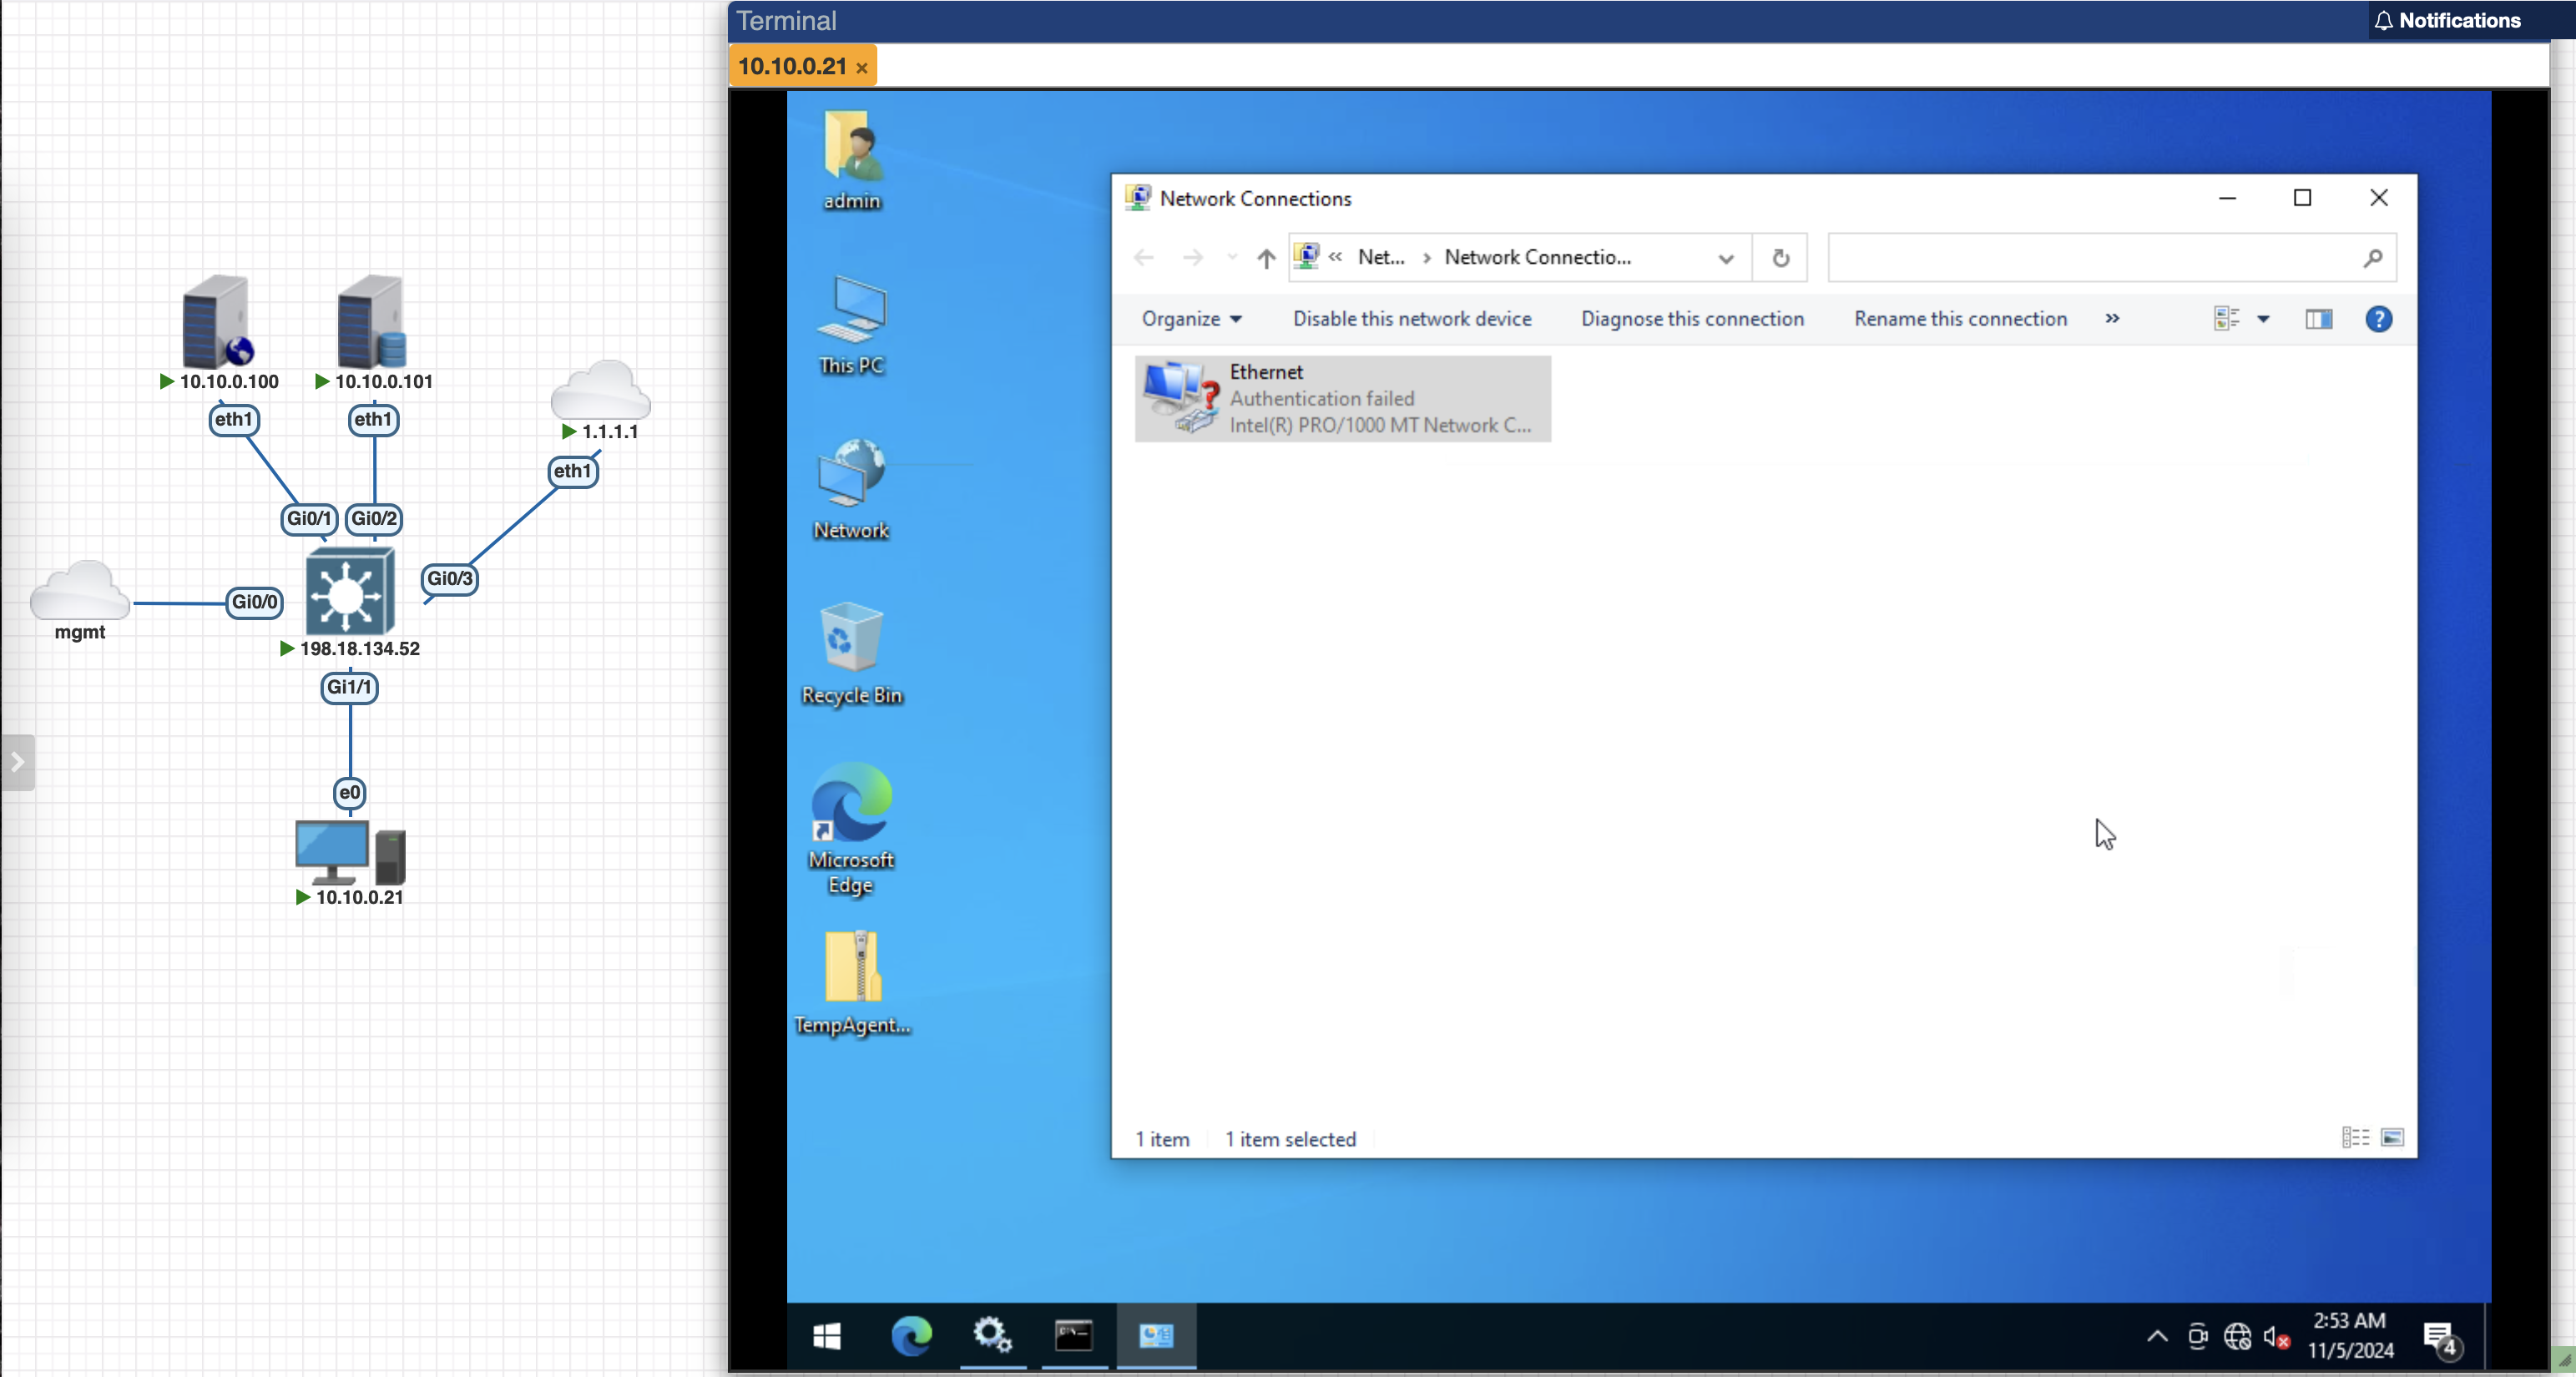 Terminal
Notifications
10.10.0.21 ×
10.10.0.100
10.10.0.101
eth1
eth1
1.1.1.1
eth1
Gi0/1
Gi0/2
Gi0/3
Gi0/0
mgmt
198.18.134.52
Gi1/1
e0
10.10.0.21
admin
This PC
Network
Recycle Bin
Microsoft
Edge
TempAgent...
Network Connections
« Net... › Network Connectio...
Organize
Disable this network device
Diagnose this connection
Rename this connection
»
Ethernet
Authentication failed
Intel(R) PRO/1000 MT Network C...
1 item
1 item selected
2:53 AM
11/5/2024
4